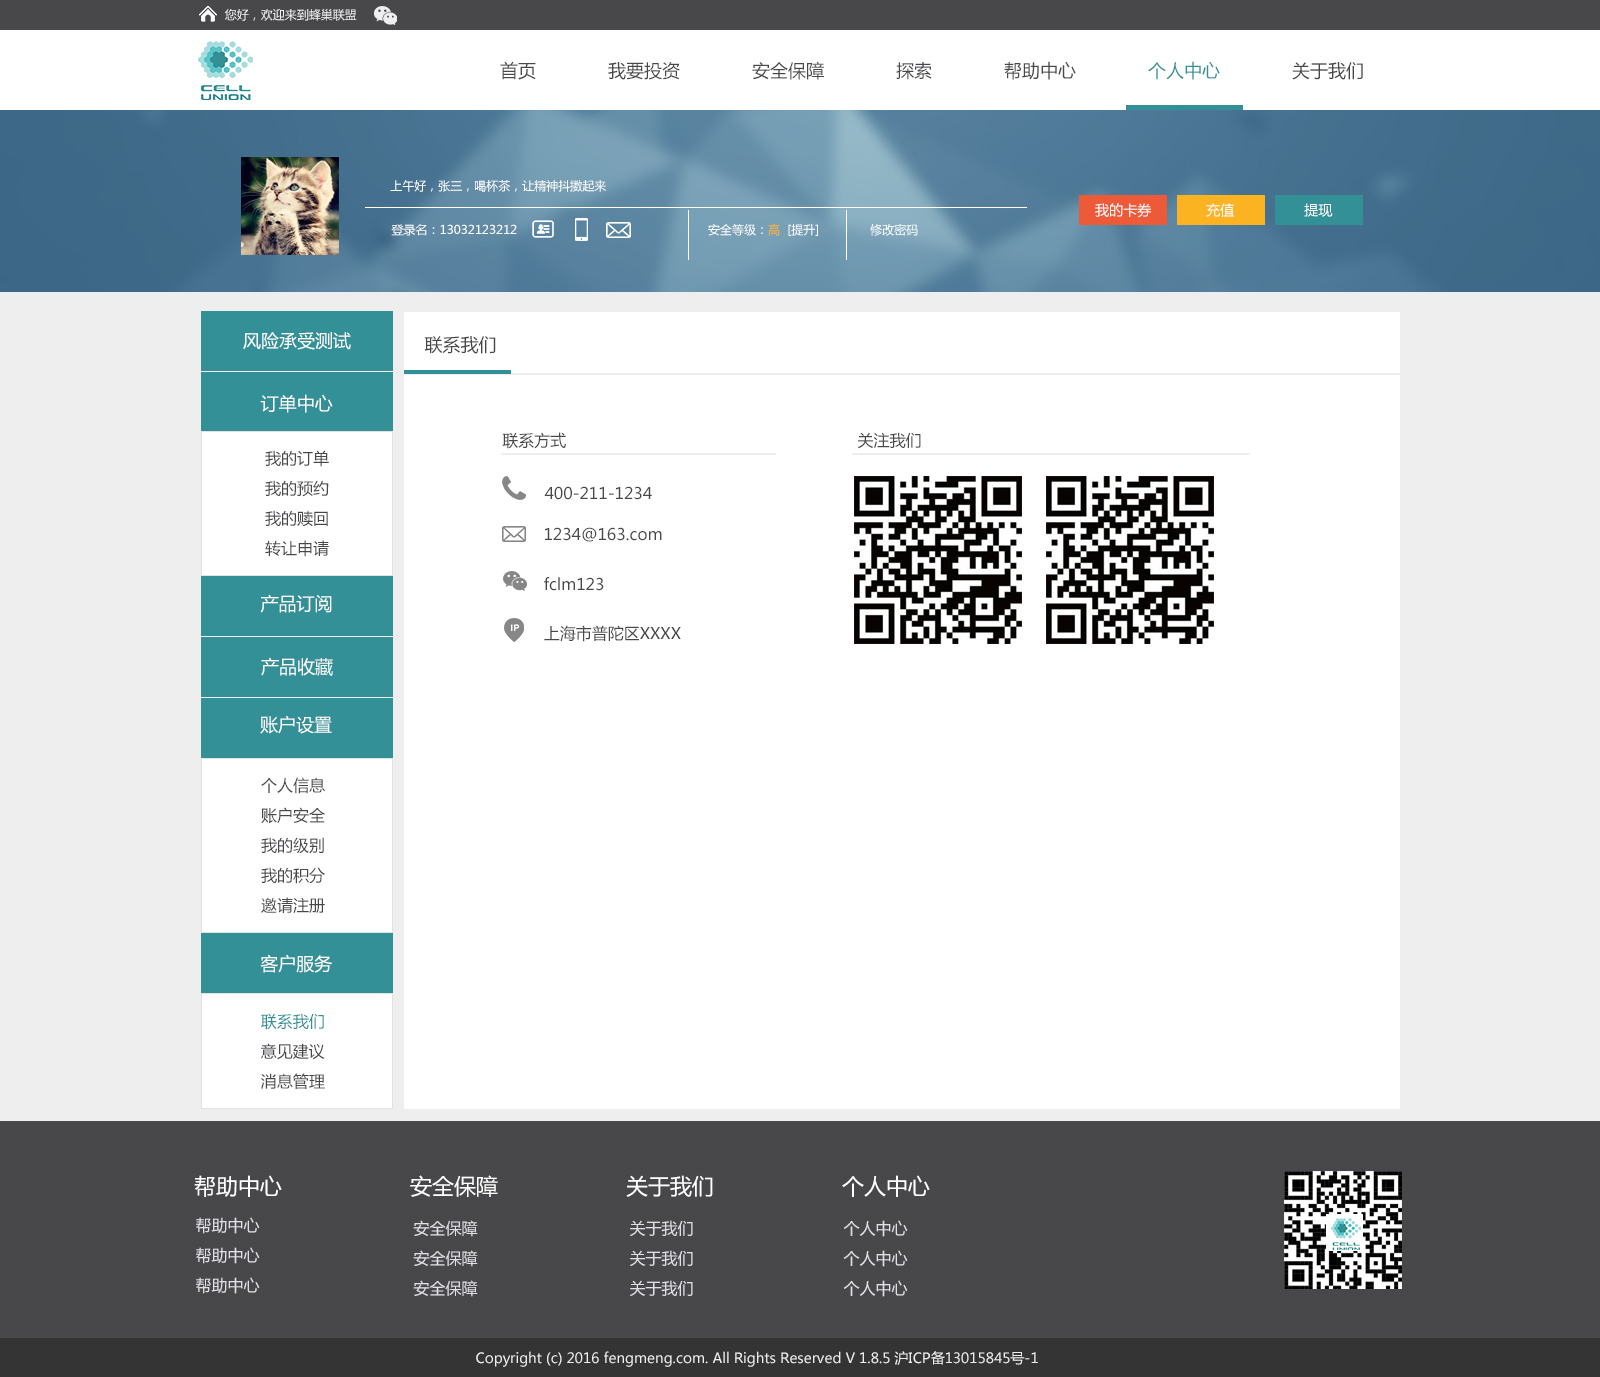 您好，欢迎来到蜂巢联盟
CELL
UNION
首页 我要投资 安全保障 探索 帮助中心 个人中心 关于我们
上午好，张三，喝杯茶，让精神抖擞起来
登录名：13032123212 安全等级：高 [提升] 修改密码
我的卡券 充值 提现
风险承受测试
订单中心
我的订单
我的预约
我的赎回
转让申请
产品订阅
产品收藏
账户设置
个人信息
账户安全
我的级别
我的积分
邀请注册
客户服务
联系我们
意见建议
消息管理
联系我们
联系方式
400-211-1234
1234@163.com
fclm123
IP
上海市普陀区XXXX
关注我们
帮助中心
帮助中心
帮助中心
帮助中心
安全保障
安全保障
安全保障
安全保障
关于我们
关于我们
关于我们
关于我们
个人中心
个人中心
个人中心
个人中心
CELL
UNION
Copyright (c) 2016 fengmeng.com. All Rights Reserved V 1.8.5 沪ICP备13015845号-1